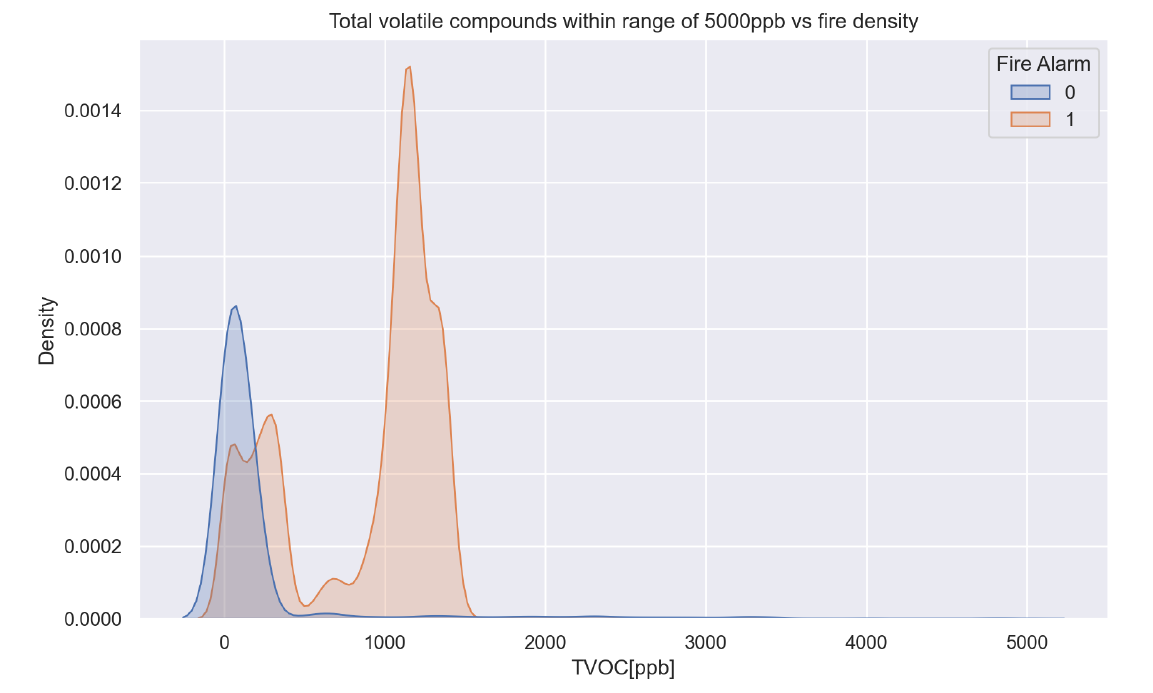 Total volatile compounds within range of 5000ppb vs fire density
Fire Alarm
0
1
0.0014
0.0012
0.0010
0.0008
0.0006
0.0004
0.0002
0.0000
Density
0 1000 2000 3000 4000 5000
TVOC[ppb]